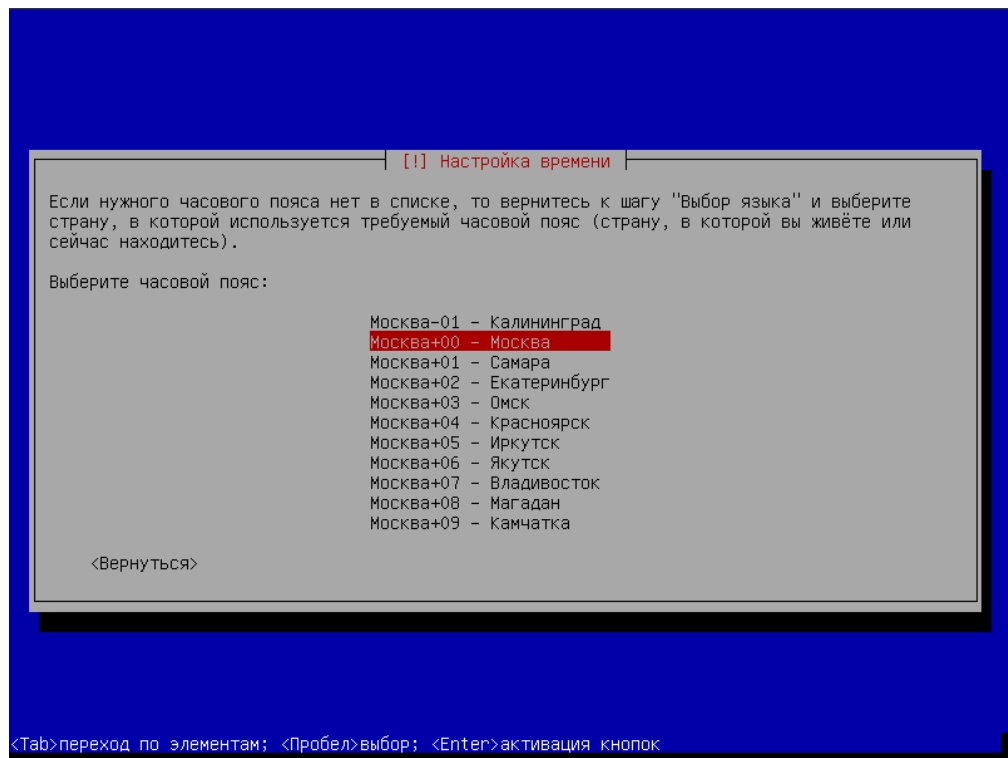 [!] Настройка времени
Если нужного часового пояса нет в списке, то вернитесь к шагу "Выбор языка" и выберите
страну, в которой используется требуемый часовой пояс (страну, в которой вы живёте или
сейчас находитесь).
Выберите часовой пояс:
Москва-01 – Калининград
Москва+00 – Москва
Москва+01 – Самара
Москва+02 – Екатеринбург
Москва+03 – Омск
Москва+04 – Красноярск
Москва+05 – Иркутск
Москва+06 – Якутск
Москва+07 – Владивосток
Москва+08 – Магадан
Москва+09 – Камчатка
<Вернуться>
<Tab>переход по элементам; <Пробел>выбор; <Enter>активация кнопок